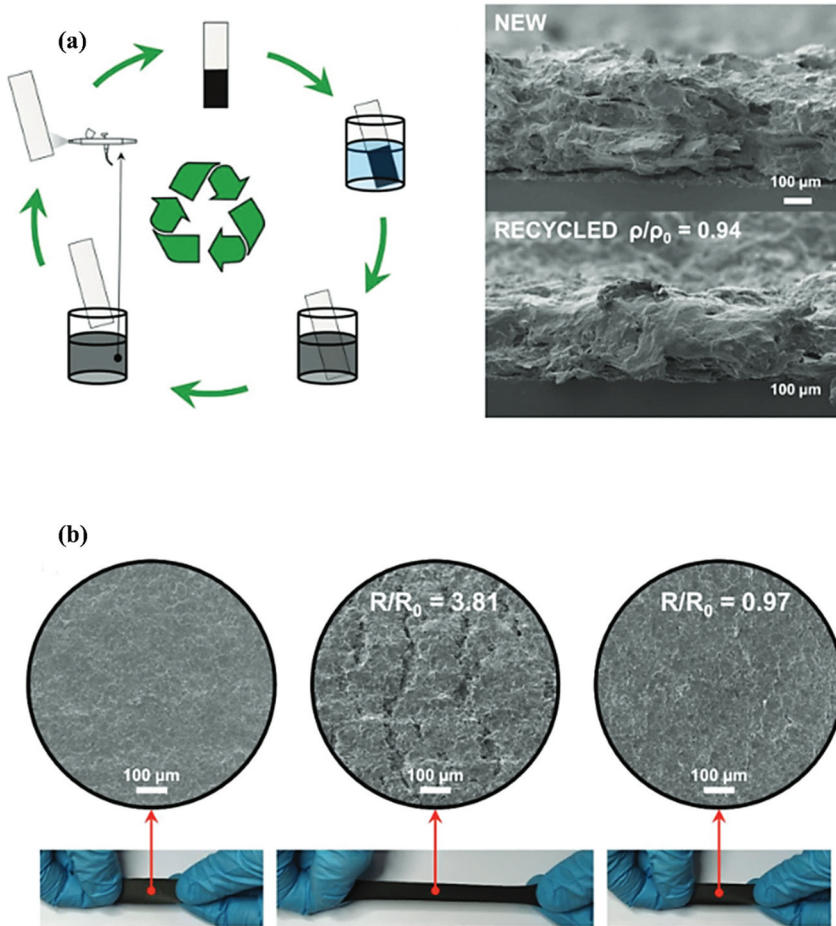 (a)
NEW
100 µm
RECYCLED ρ/ρ₀ = 0.94
100 µm
(b)
R/R₀ = 3.81
R/R₀ = 0.97
100 µm
100 µm
100 µm